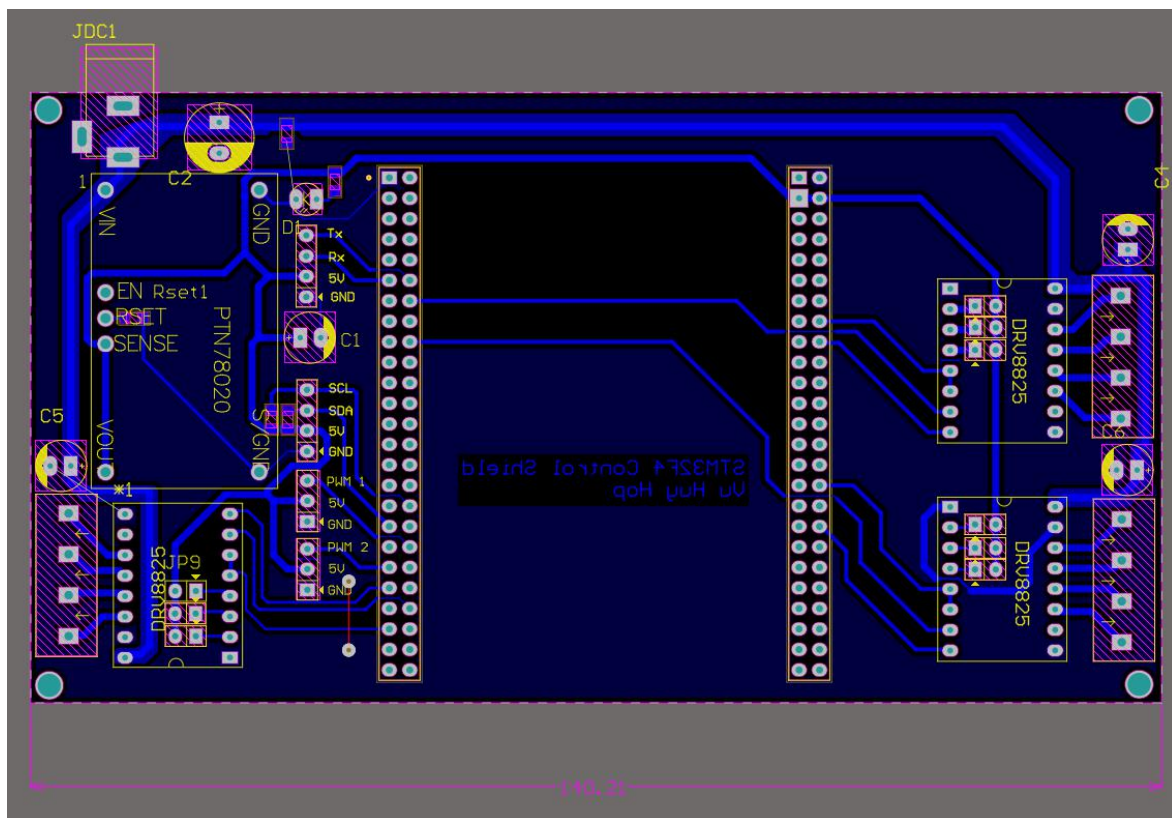 JDC1
C2
C4
1
VIN
GND
D1
K
Tx
Rx
5V
GND
EN Rset1
RSET
SENSE
PTN78020
C1
DRV8825
SCL
SDA
5V
GND
C5
VOUT
S/GND
STM32F4 Control Shield
Vu Huy Hop
*1
PWM 1
5V
GND
DRV8825
JP9
PWM 2
5V
GND
DRV8825